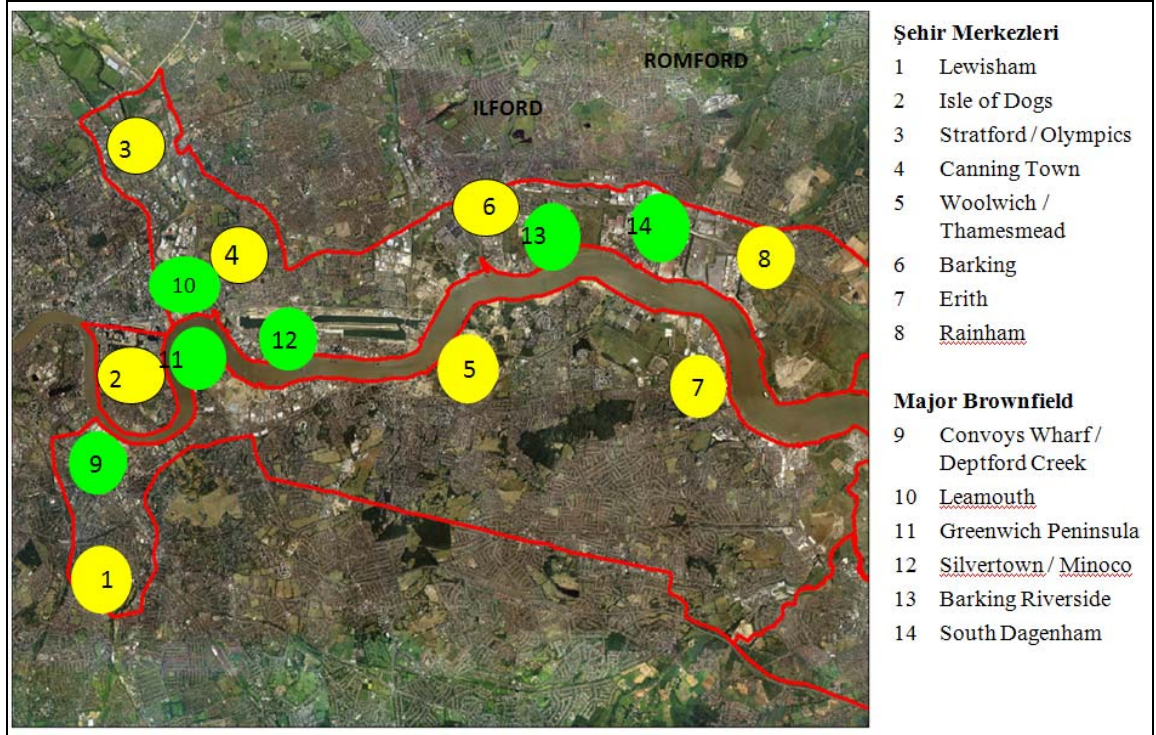 ROMFORD
ILFORD
3
6
13
14
4
8
10
12
11
2
5
7
9
1
Şehir Merkezleri
1 Lewisham
2 Isle of Dogs
3 Stratford / Olympics
4 Canning Town
5 Woolwich /
Thamesmead
6 Barking
7 Erith
8 Rainham
Major Brownfield
9 Convoys Wharf /
Deptford Creek
10 Leamouth
11 Greenwich Peninsula
12 Silvertown / Minoco
13 Barking Riverside
14 South Dagenham